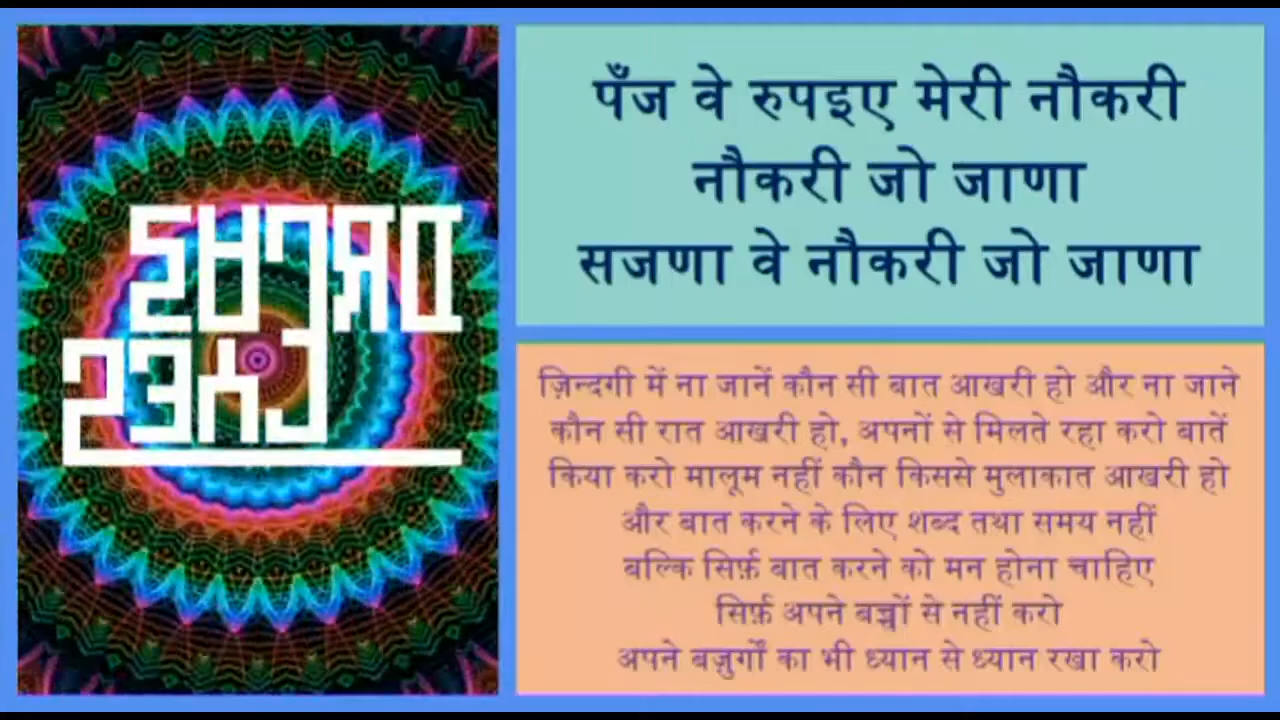 पँज वे रुपइए मेरी नौकरी
नौकरी जो जाणा
सजणा वे नौकरी जो जाणा
ज़िन्दगी में ना जानें कौन सी बात आखरी हो और ना जाने
कौन सी रात आखरी हो, अपनों से मिलते रहा करो बातें
किया करो मालूम नहीं कौन किससे मुलाकात आखरी हो
और बात करने के लिए शब्द तथा समय नहीं
बल्कि सिर्फ़ बात करने को मन होना चाहिए
सिर्फ़ अपने बच्चों से नहीं करो
अपने बज़ुर्गों का भी ध्यान से ध्यान रखा करो